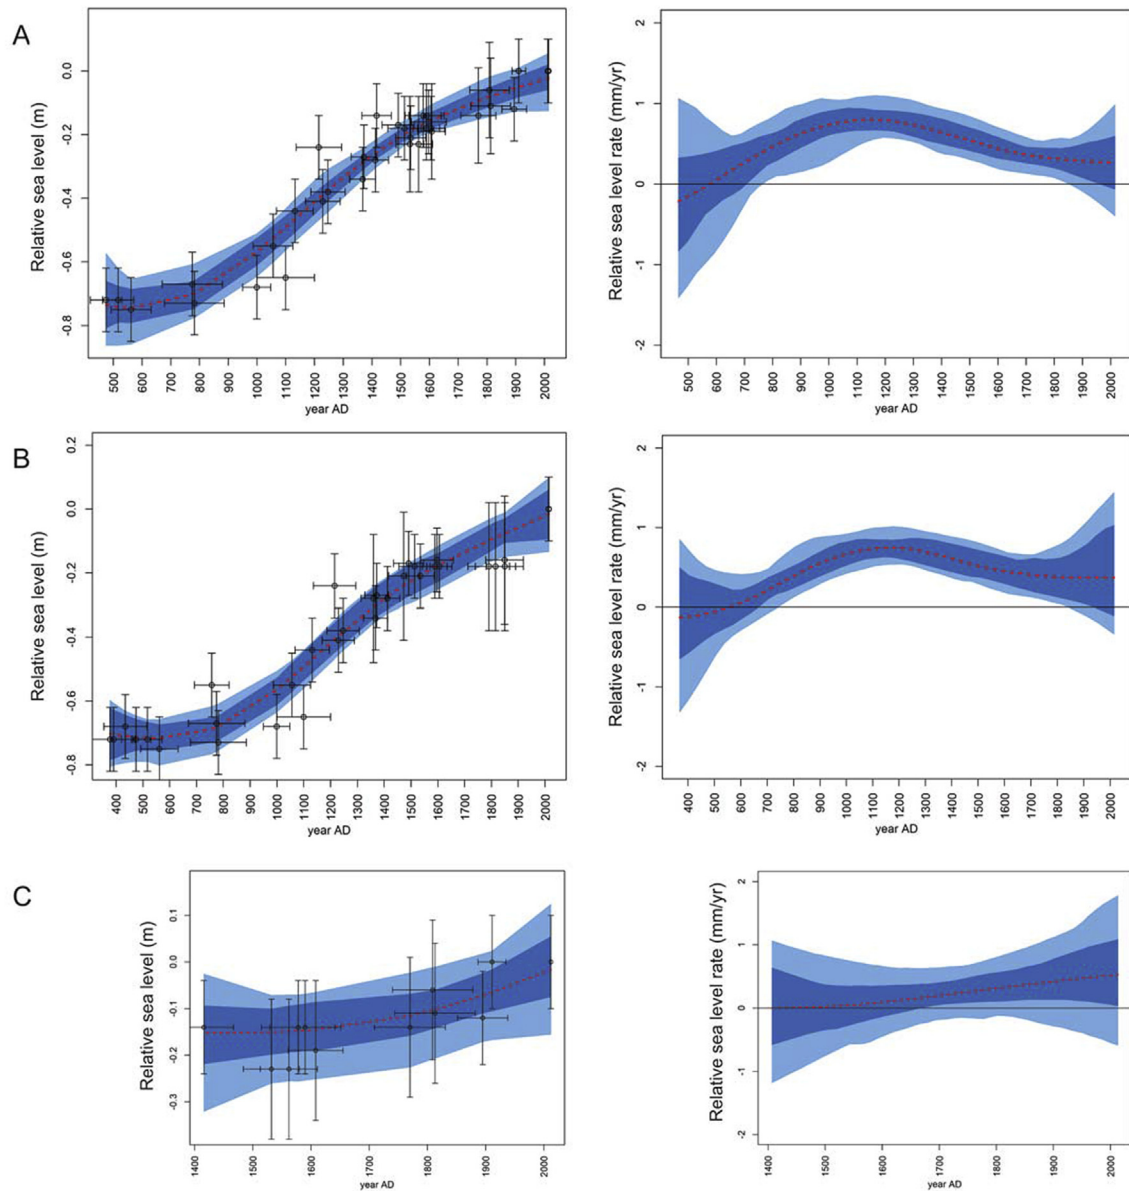 A
Relative sea level (m)
0.0
-0.2
-0.4
-0.6
-0.8
500 600 700 800 900 1000 1100 1200 1300 1400 1500 1600 1700 1800 1900 2000
year AD
Relative sea level rate (mm/yr)
2
1
0
-1
-2
500 600 700 800 900 1000 1100 1200 1300 1400 1500 1600 1700 1800 1900 2000
year AD
B
Relative sea level (m)
0.2
0.0
-0.2
-0.4
-0.6
-0.8
400 500 600 700 800 900 1000 1100 1200 1300 1400 1500 1600 1700 1800 1900 2000
year AD
Relative sea level rate (mm/yr)
2
1
0
-1
-2
400 500 600 700 800 900 1000 1100 1200 1300 1400 1500 1600 1700 1800 1900 2000
year AD
C
Relative sea level (m)
0.1
0.0
-0.1
-0.2
-0.3
1400 1500 1600 1700 1800 1900 2000
year AD
Relative sea level rate (mm/yr)
2
1
0
-1
-2
1400 1500 1600 1700 1800 1900 2000
year AD